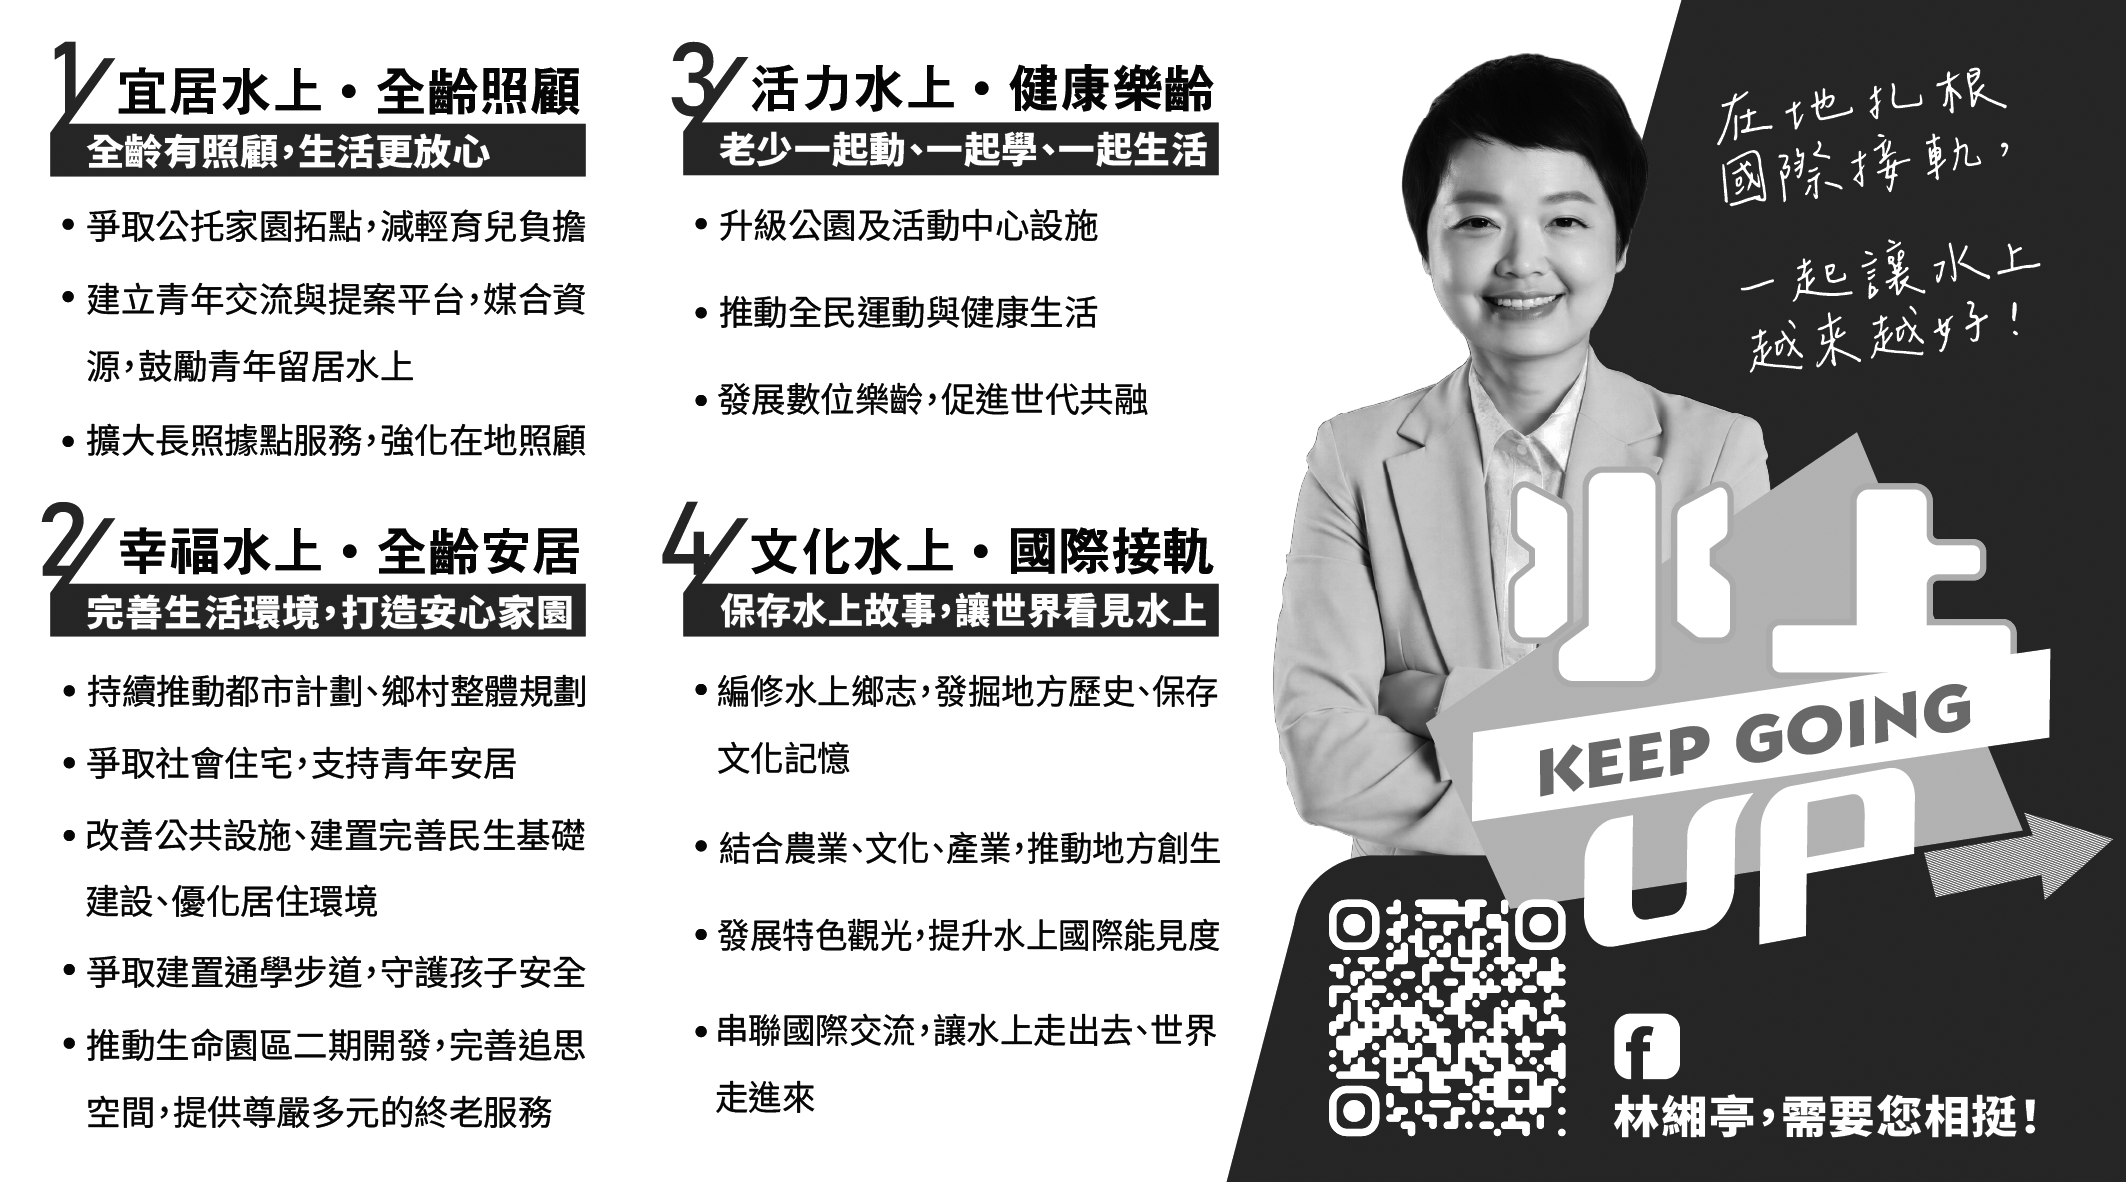 1 宜居水上・全齡照顧
全齡有照顧，生活更放心
• 爭取公托家園拓點，減輕育兒負擔
• 建立青年交流與提案平台，媒合資
源，鼓勵青年留居水上
• 擴大長照據點服務，強化在地照顧
2 幸福水上・全齡安居
完善生活環境，打造安心家園
• 持續推動都市計劃、鄉村整體規劃
• 爭取社會住宅，支持青年安居
• 改善公共設施、建置完善民生基礎
建設、優化居住環境
• 爭取建置通學步道，守護孩子安全
• 推動生命園區二期開發，完善追思
空間，提供尊嚴多元的終老服務
3 活力水上・健康樂齡
老少一起動、一起學、一起生活
• 升級公園及活動中心設施
• 推動全民運動與健康生活
• 發展數位樂齡，促進世代共融
4 文化水上・國際接軌
保存水上故事，讓世界看見水上
• 編修水上鄉志，發掘地方歷史、保存
文化記憶
• 結合農業、文化、產業，推動地方創生
• 發展特色觀光，提升水上國際能見度
• 串聯國際交流，讓水上走出去、世界
走進來
在地扎根
國際接軌，
一起讓水上
越來越好！
水上
KEEP GOING
UP
f
林緗亭，需要您相挺！